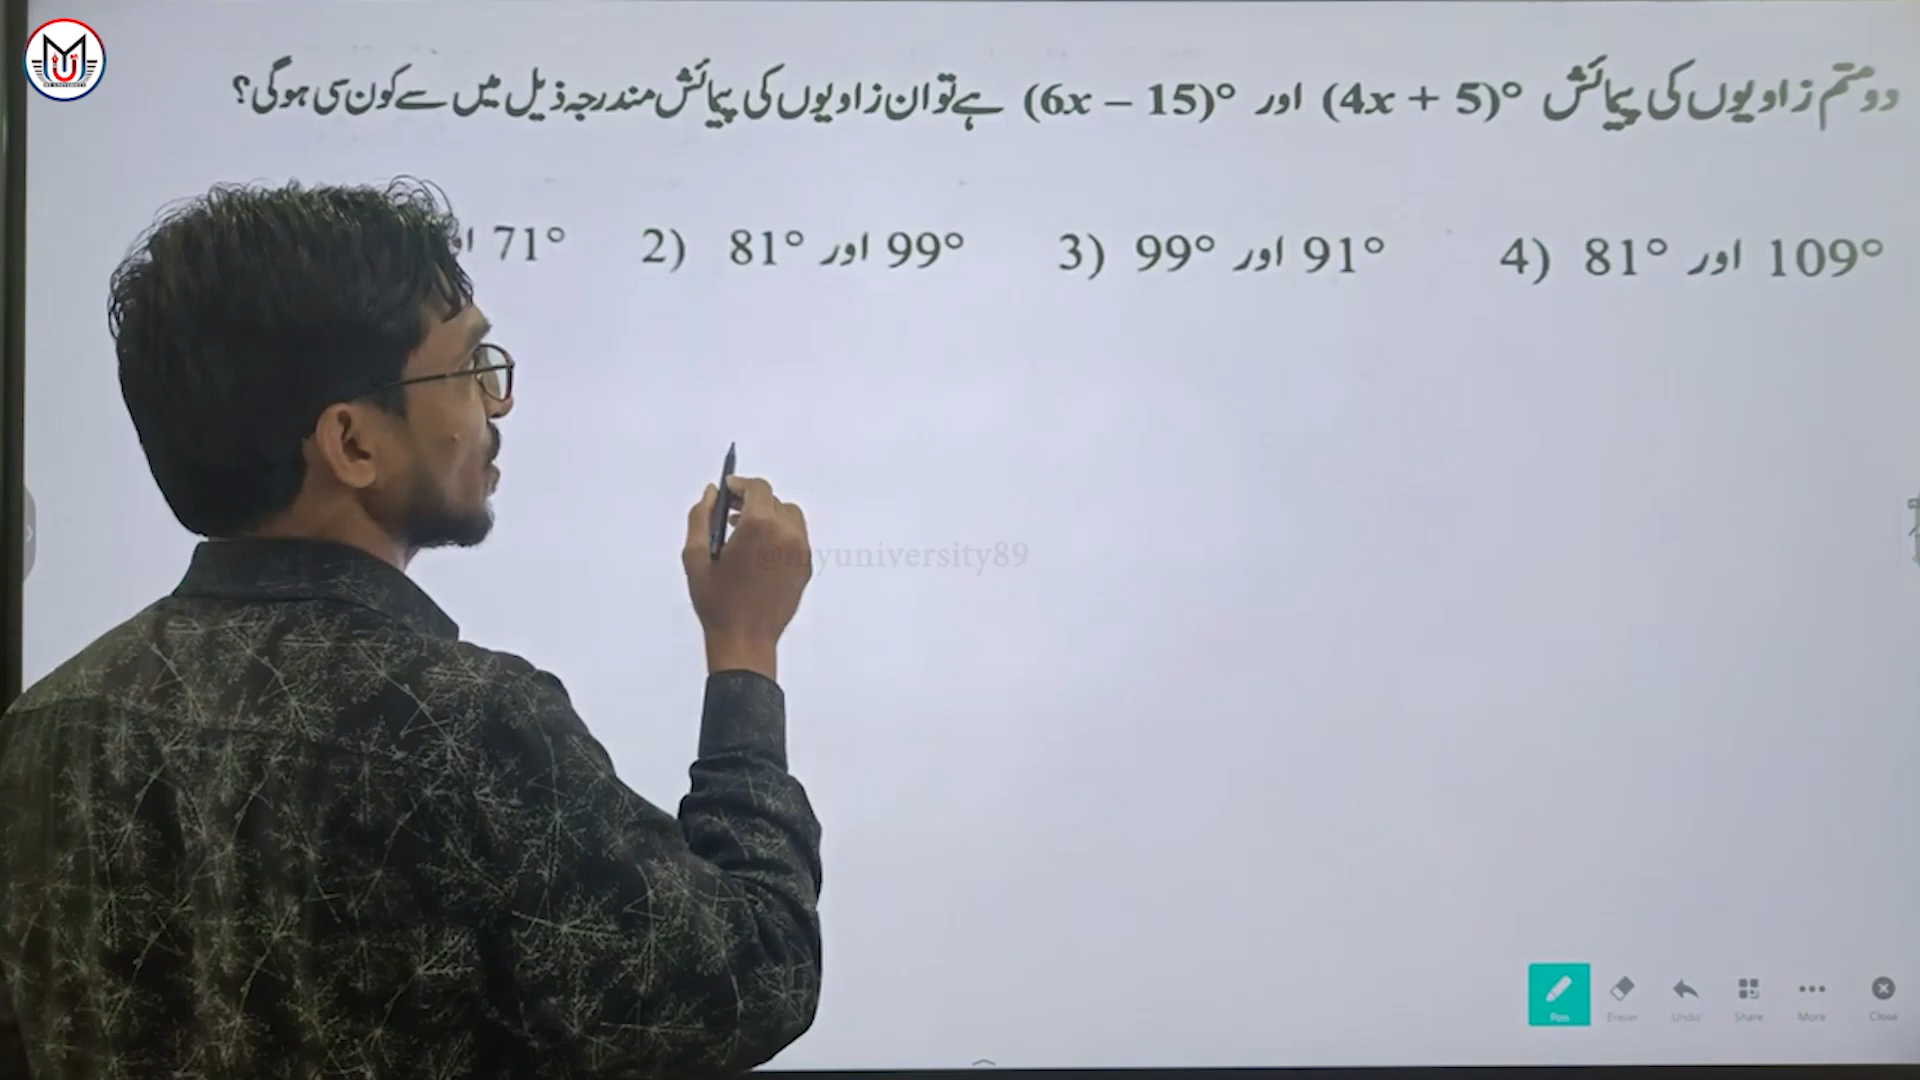 دو متمم زاویوں کی پیمائش (4x + 5)° اور (6x – 15)° ہے تو ان زاویوں کی پیمائش مندرجہ ذیل میں سے کون سی ہوگی؟
71°
2) 81° اور 99°
3) 99° اور 91°
4) 81° اور 109°
@myuniversity89
Pen Eraser Undo Share More Close